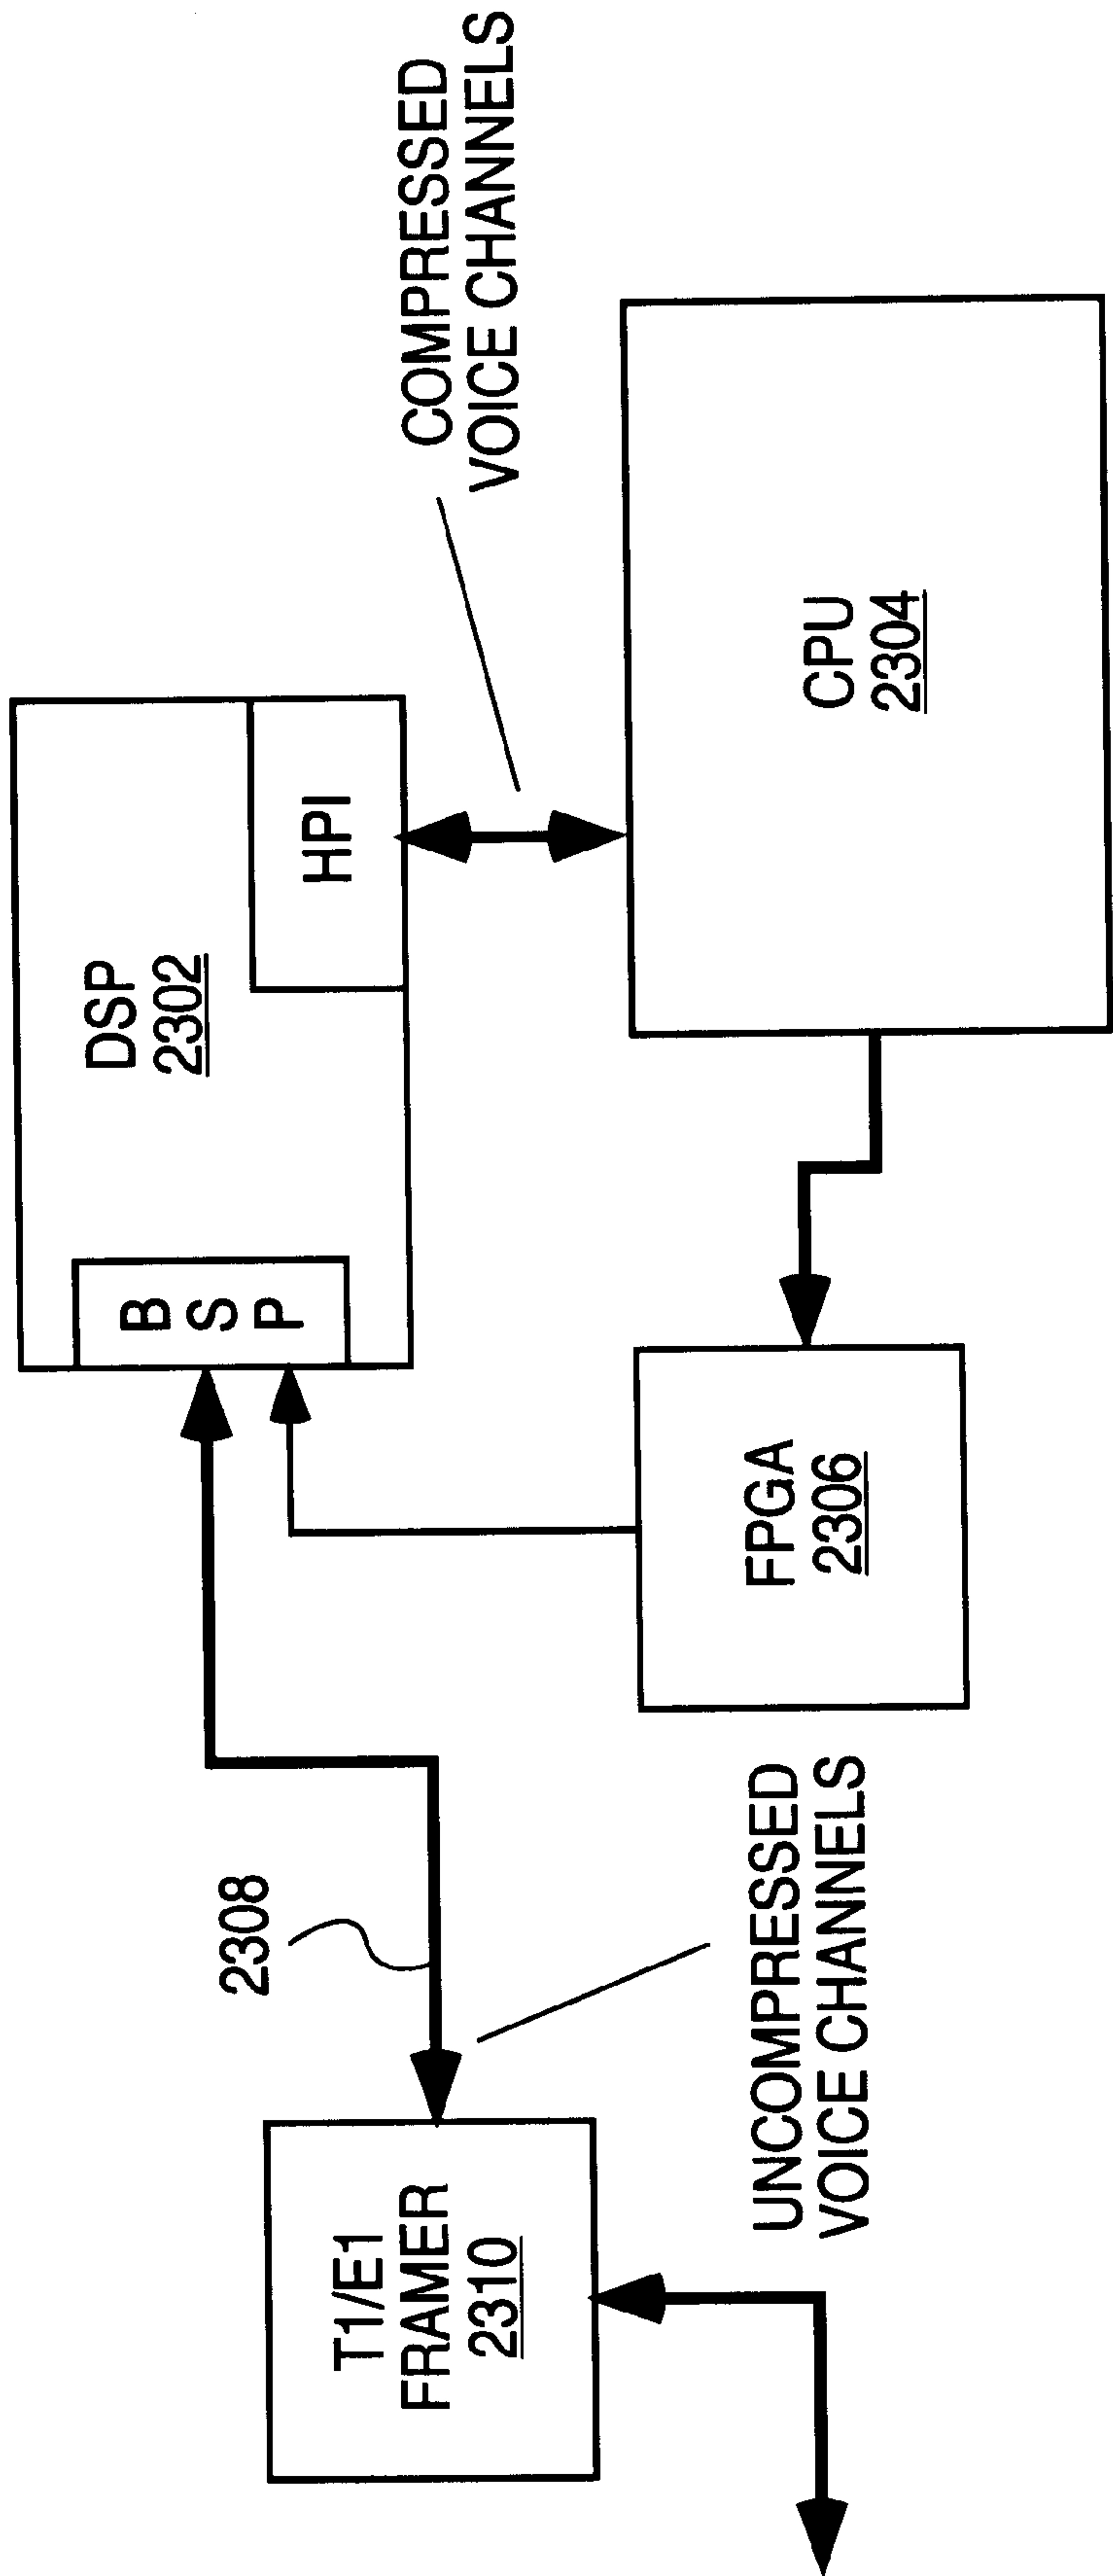 DSP
2302
B
S
P
HPI
COMPRESSED
VOICE CHANNELS
2308
T1/E1
FRAMER
2310
UNCOMPRESSED
VOICE CHANNELS
FPGA
2306
CPU
2304